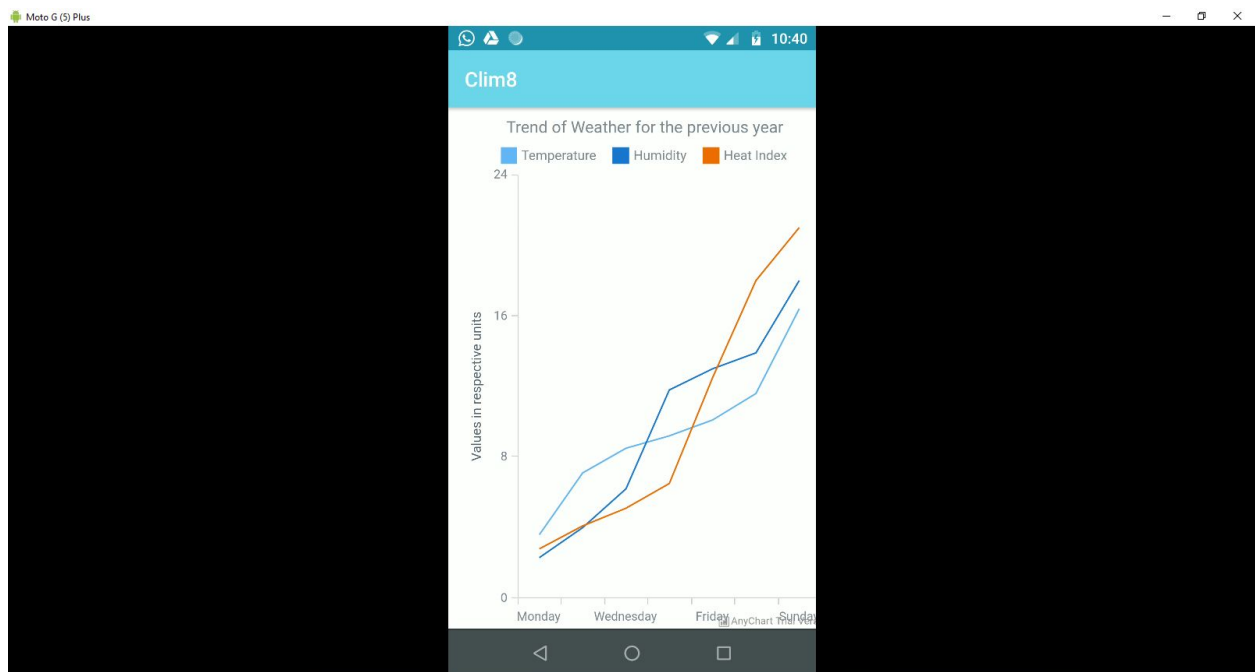 Moto G (5) Plus
10:40
Clim8
Trend of Weather for the previous year
Temperature Humidity Heat Index
24
16
8
0
Values in respective units
Monday Wednesday Friday Sunday
AnyChart Trial Ver